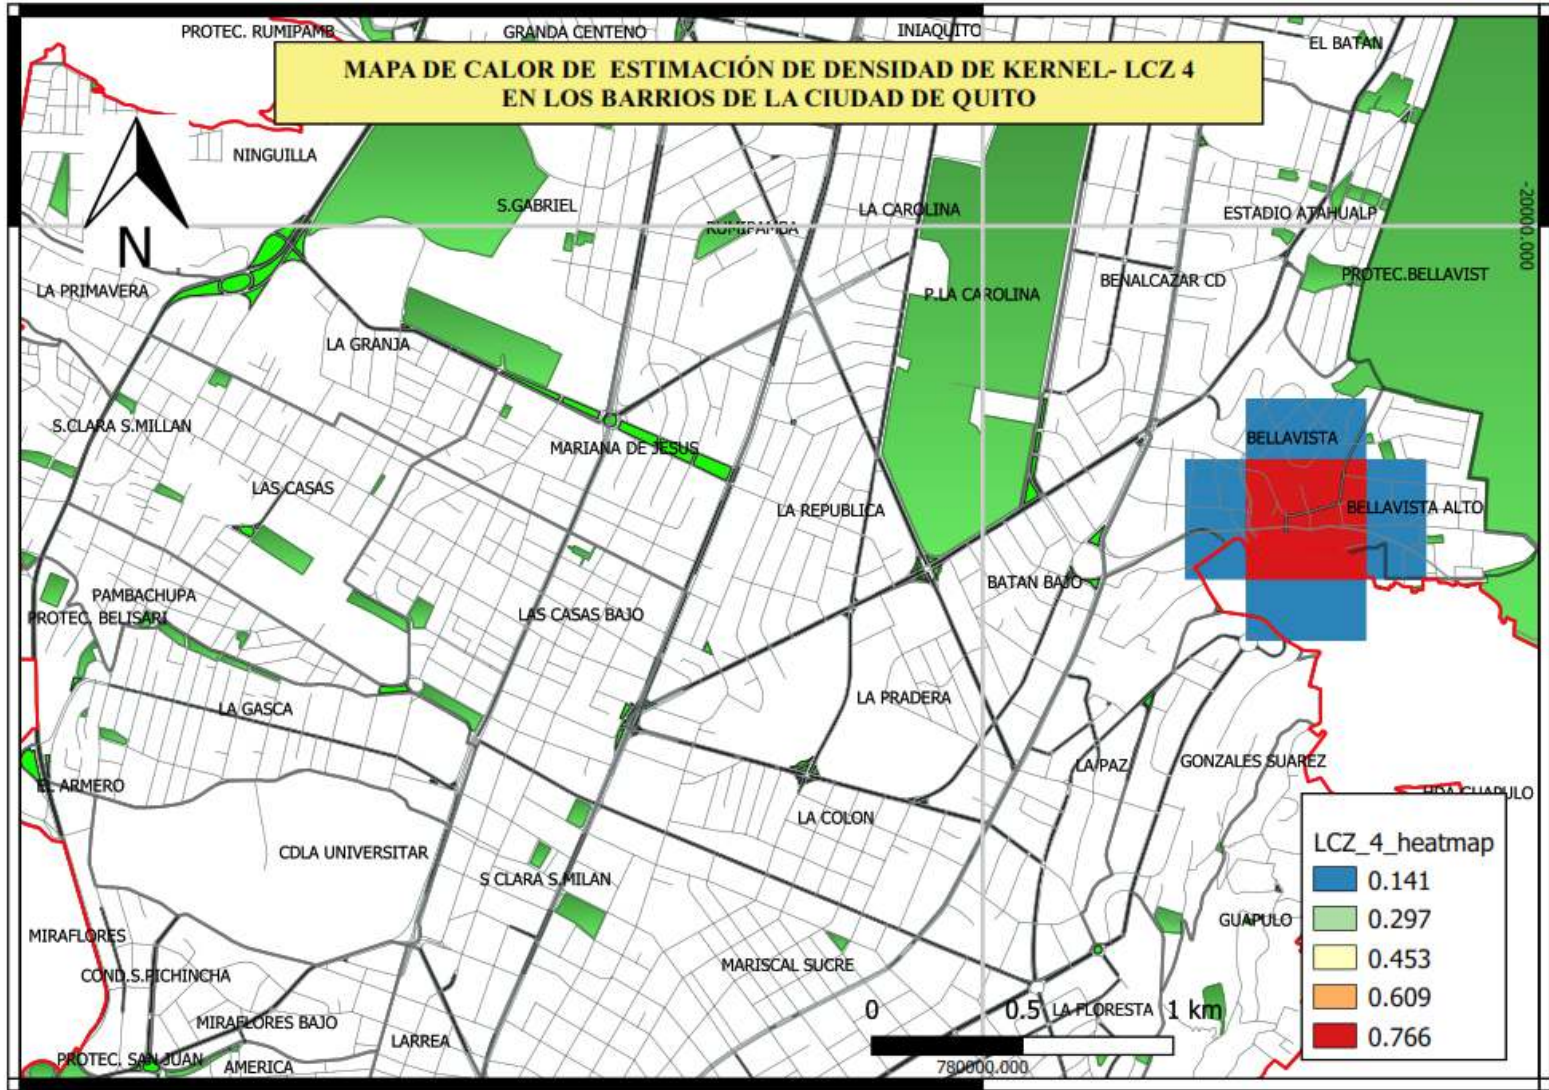 PROTEC. RUMIPAMB
GRANDA CENTENO
INIAQUITO
EL BATAN
MAPA DE CALOR DE ESTIMACIÓN DE DENSIDAD DE KERNEL- LCZ 4
EN LOS BARRIOS DE LA CIUDAD DE QUITO
NINGUILLA
S.GABRIEL
LA CAROLINA
ESTADIO ATAHUALP
-20000.000
RUMIPAMBA
N
PROTEC.BELLAVIST
BENALCAZAR CD
LA PRIMAVERA
P.LA CAROLINA
LA GRANJA
S.CLARA S.MILLAN
BELLAVISTA
MARIANA DE JESUS
LAS CASAS
LA REPUBLICA
BELLAVISTA ALTO
BATAN BAJO
PAMBACHUPA
PROTEC. BELISARI
LAS CASAS BAJO
LA PRADERA
LA GASCA
LA PAZ
GONZALES SUAREZ
EL ARMERO
HDA GUAPULO
LA COLON
CDLA UNIVERSITAR
S CLARA S.MILAN
GUAPULO
MIRAFLORES
COND.S.PICHINCHA
MARISCAL SUCRE
MIRAFLORES BAJO
LARREA
LA FLORESTA
PROTEC. SAN JUAN
AMERICA
0 0.5 1 km
780000.000
LCZ_4_heatmap
0.141
0.297
0.453
0.609
0.766